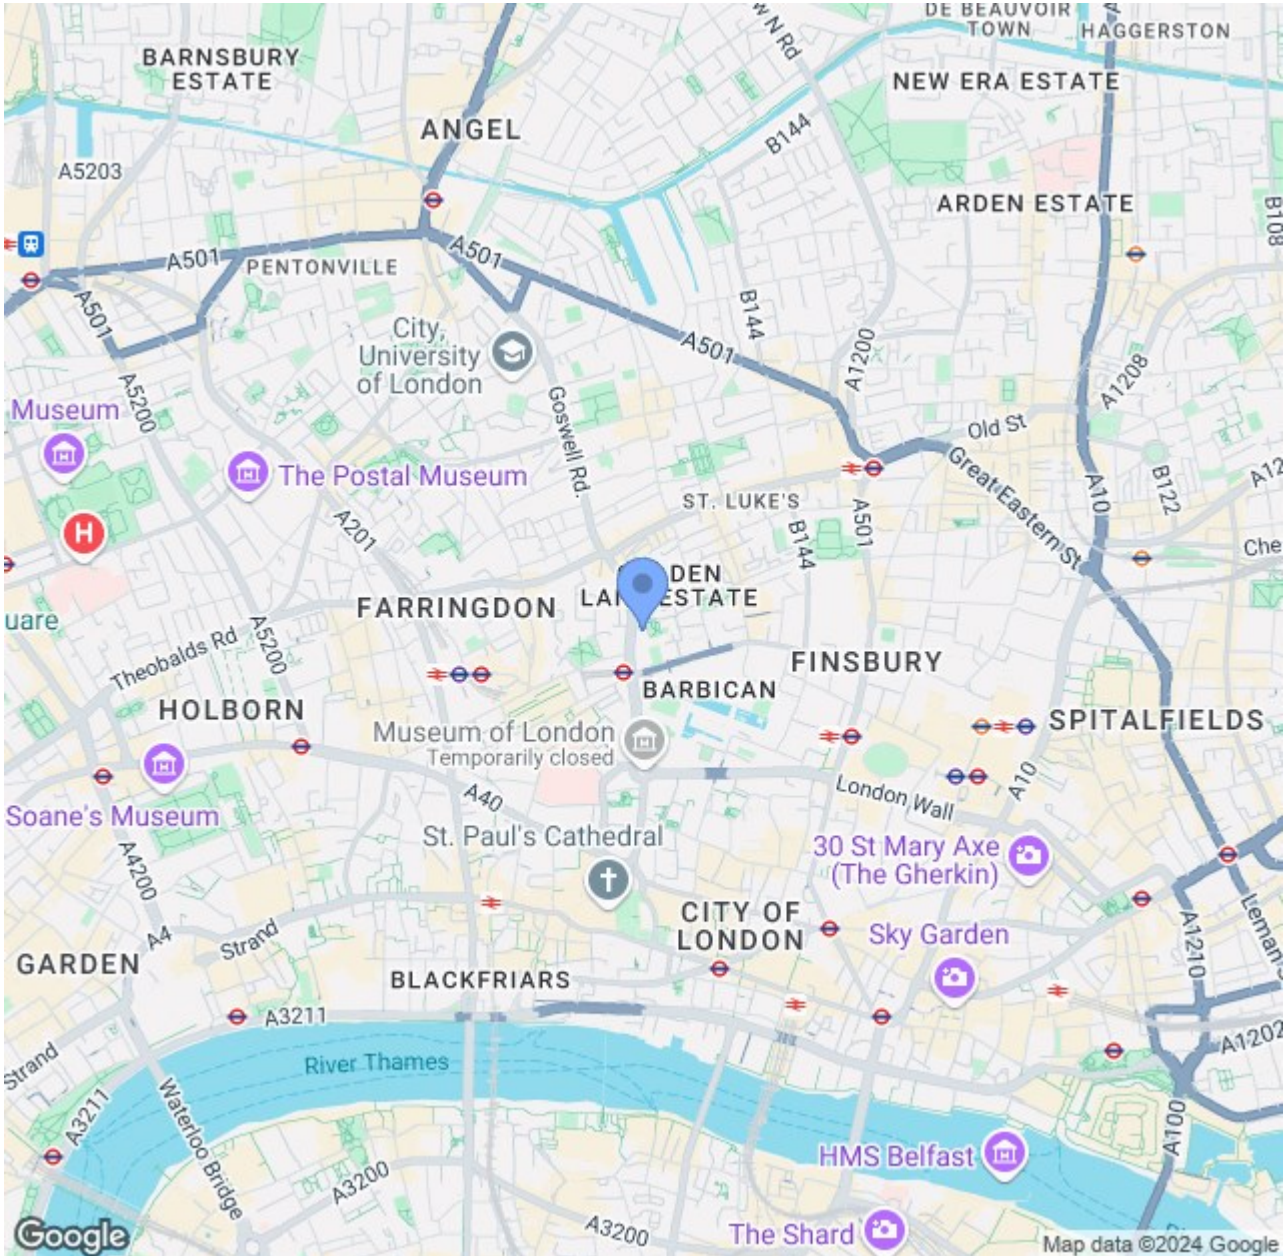 DE BEAUVOIR
TOWN
HAGGERSTON
w N Rd
BARNSBURY
ESTATE
NEW ERA ESTATE
ANGEL
B144
A5203
ARDEN ESTATE
B108
A501
A501
PENTONVILLE
A501
B144
City,
University
of London
A501
A1200
A1208
A5200
Goswell Rd.
Museum
Old St
The Postal Museum
Great Eastern St
A10
B122
A12
ST. LUKE'S
A201
B144
A501
H
Che
DEN
LA ESTATE
FARRINGDON
uare
Theobalds Rd
A5200
FINSBURY
BARBICAN
HOLBORN
SPITALFIELDS
Museum of London
Temporarily closed
A10
London Wall
A40
Soane's Museum
St. Paul's Cathedral
30 St Mary Axe
(The Gherkin)
A4200
CITY OF
LONDON
Sky Garden
A4
Strand
A1210
Leman
GARDEN
BLACKFRIARS
A3211
A1202
River Thames
Strand
A3211
Waterloo Bridge
A100
HMS Belfast
A3200
A3200
The Shard
Google
Map data ©2024 Google